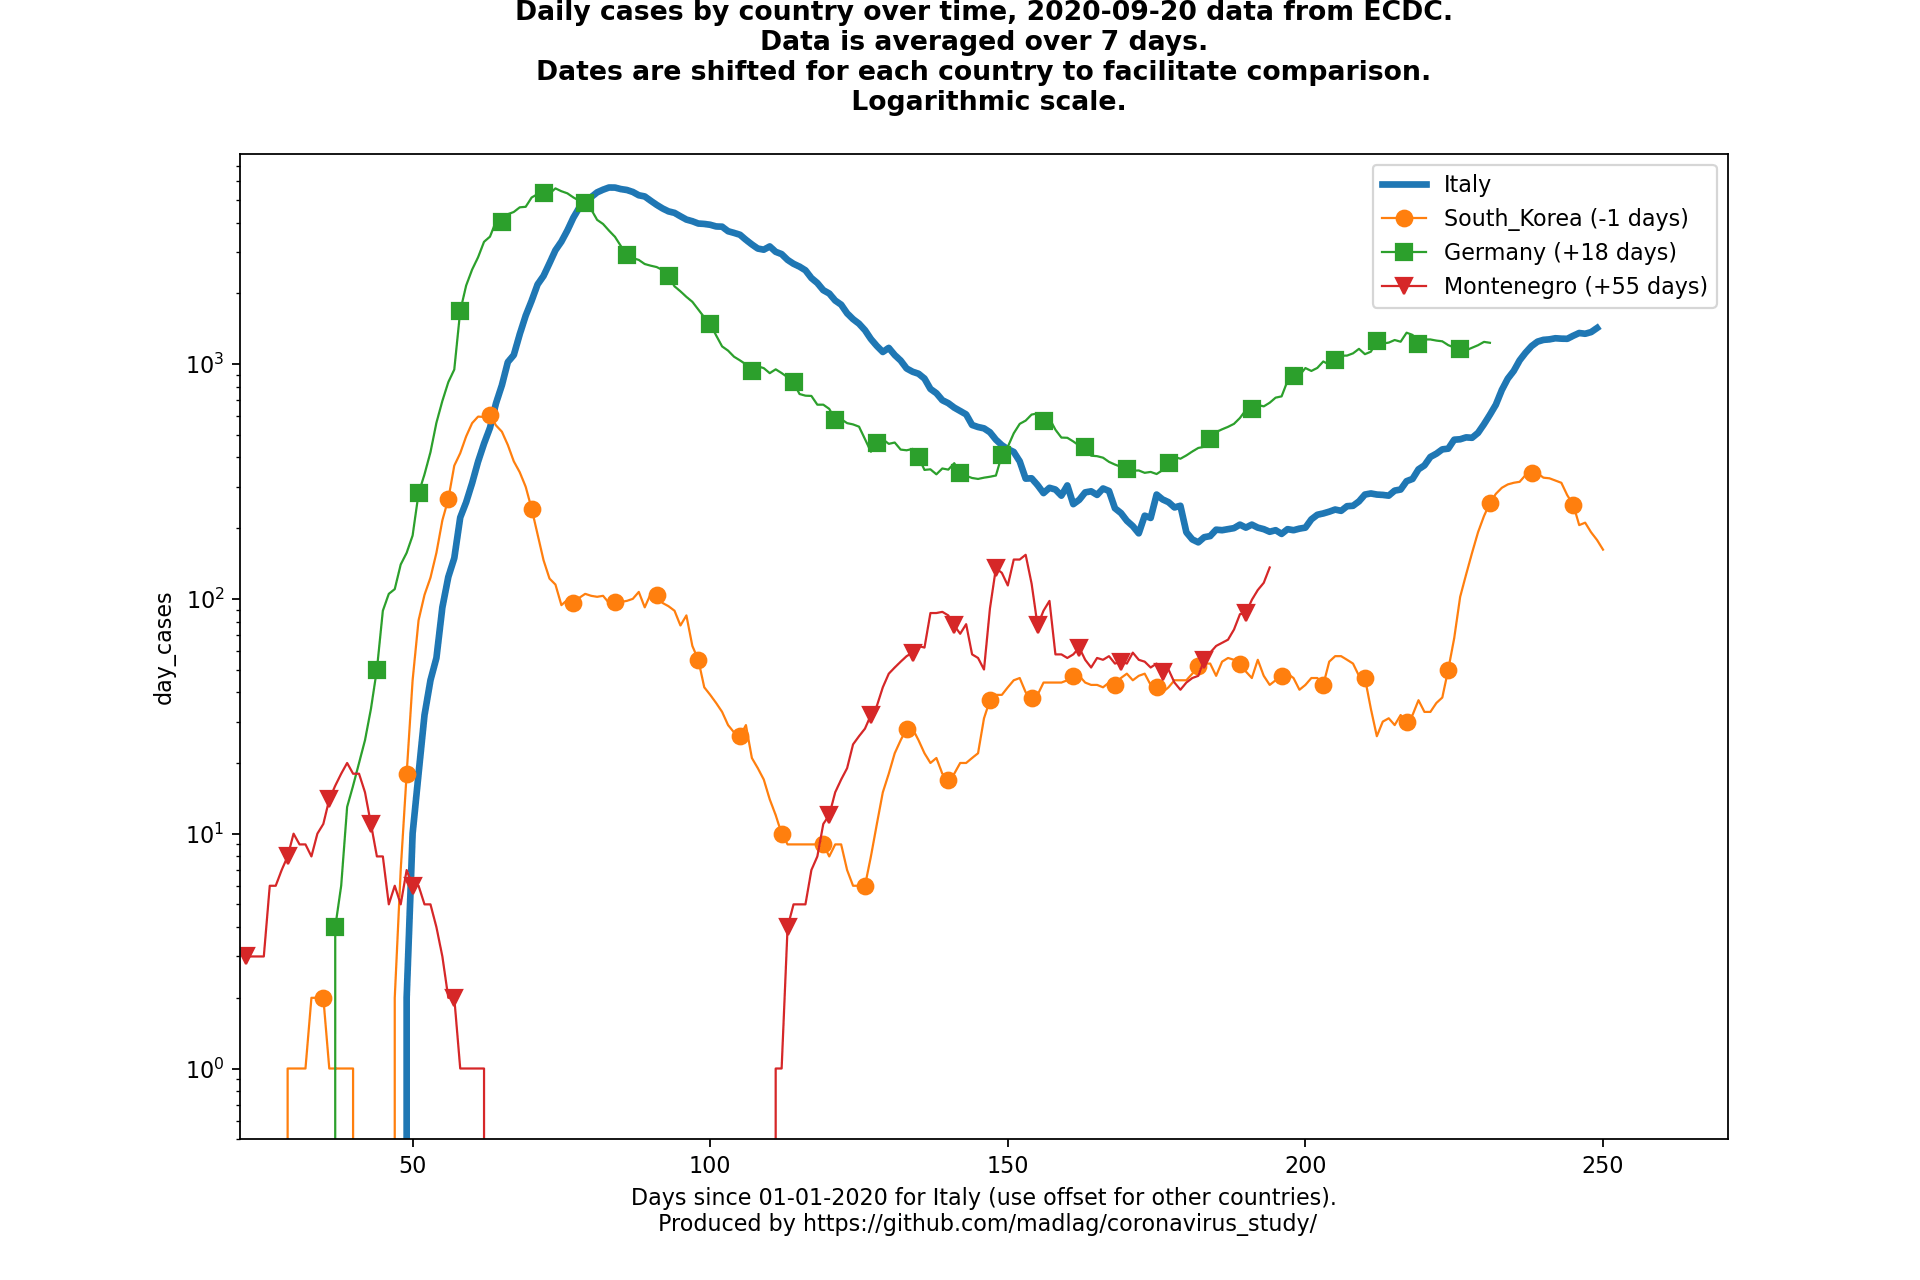 Daily cases by country over time, 2020-09-20 data from ECDC.
Data is averaged over 7 days.
Dates are shifted for each country to facilitate comparison.
Logarithmic scale.
Italy
South_Korea (-1 days)
Germany (+18 days)
Montenegro (+55 days)
day_cases
10³
10²
10¹
10⁰
50 100 150 200 250
Days since 01-01-2020 for Italy (use offset for other countries).
Produced by https://github.com/madlag/coronavirus_study/